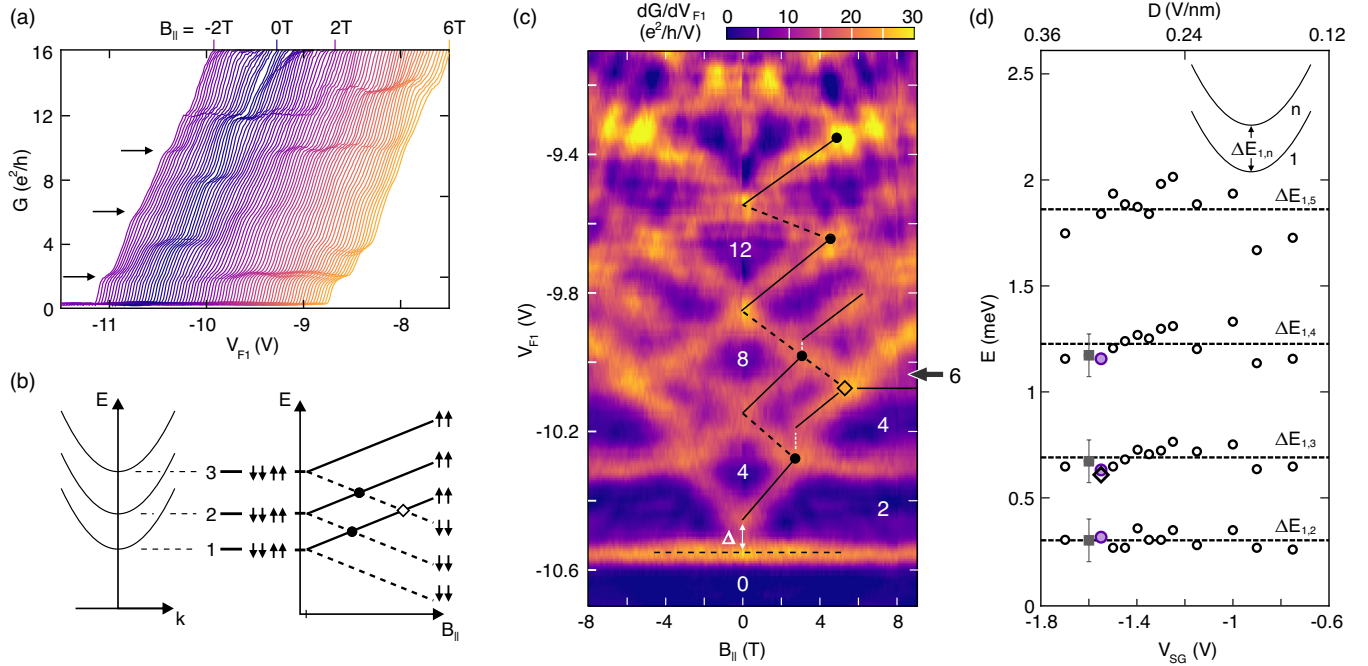 (a)
B|| = -2T 0T 2T 6T
16
12
8
4
0
G (e²/h)
-11 -10 -9 -8
V_F1 (V)
(b)
E
k
3 ↓↓ ↑↑
2 ↓↓ ↑↑
1 ↓↓ ↑↑
E
↑↑
↑↑
↑↑
↓↓
↓↓
↓↓
B||
(c)
dG/dV_F1
(e²/h/V)
0 10 20 30
-9.4
-9.8
-10.2
-10.6
V_F1 (V)
12
8
6
4
4
2
Δ
0
-8 -4 0 4 8
B|| (T)
(d)
D (V/nm)
0.36 0.24 0.12
2.5
2
1.5
1
0.5
0
E (meV)
n
ΔE_1,n
1
ΔE_1,5
ΔE_1,4
ΔE_1,3
ΔE_1,2
-1.8 -1.4 -1 -0.6
V_SG (V)